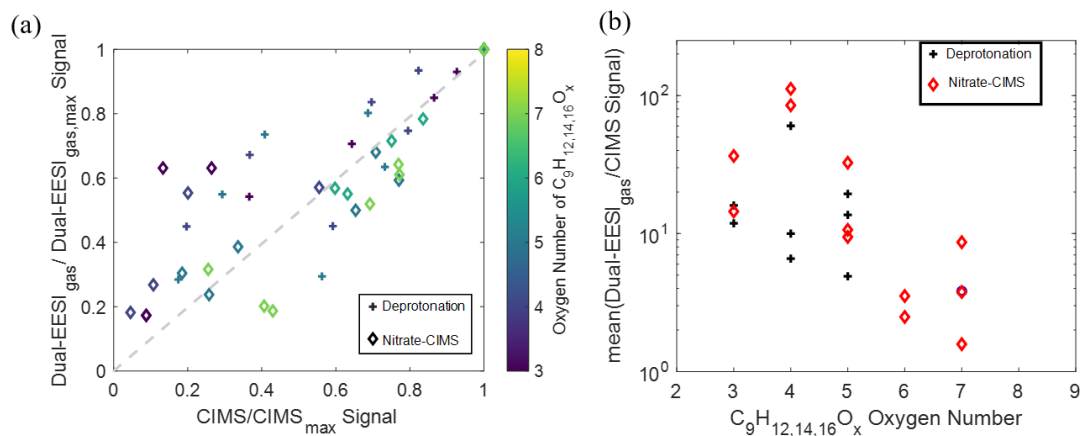 (a)
Dual-EESI_gas/ Dual-EESI_gas,max Signal
1
0.8
0.6
0.4
0.2
0
0
0.2
0.4
0.6
0.8
1
CIMS/CIMS_max Signal
Deprotonation
Nitrate-CIMS
8
7
6
5
4
3
Oxygen Number of C9H12,14,16Ox
(b)
mean(Dual-EESI_gas/CIMS Signal)
10^2
10^1
10^0
2
3
4
5
6
7
8
9
C9H12,14,16Ox Oxygen Number
Deprotonation
Nitrate-CIMS